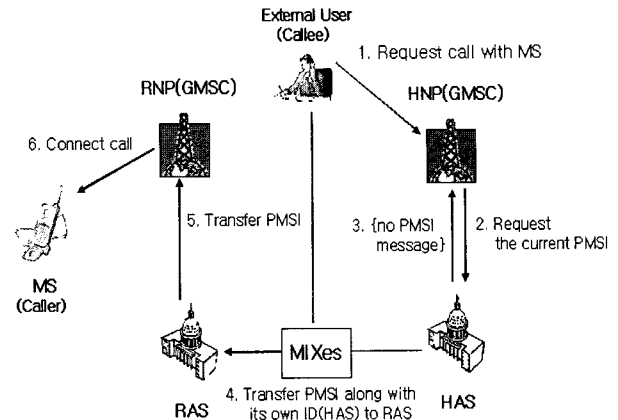 External User
(Callee)
1. Request call with MS
RNP(GMSC)
HNP(GMSC)
6. Connect call
5. Transfer PMSI
3. {no PMSI
message}
2. Request
the current PMSI
MS
(Caller)
MIXes
4. Transfer PMSI along with
its own ID(HAS) to RAS
RAS
HAS